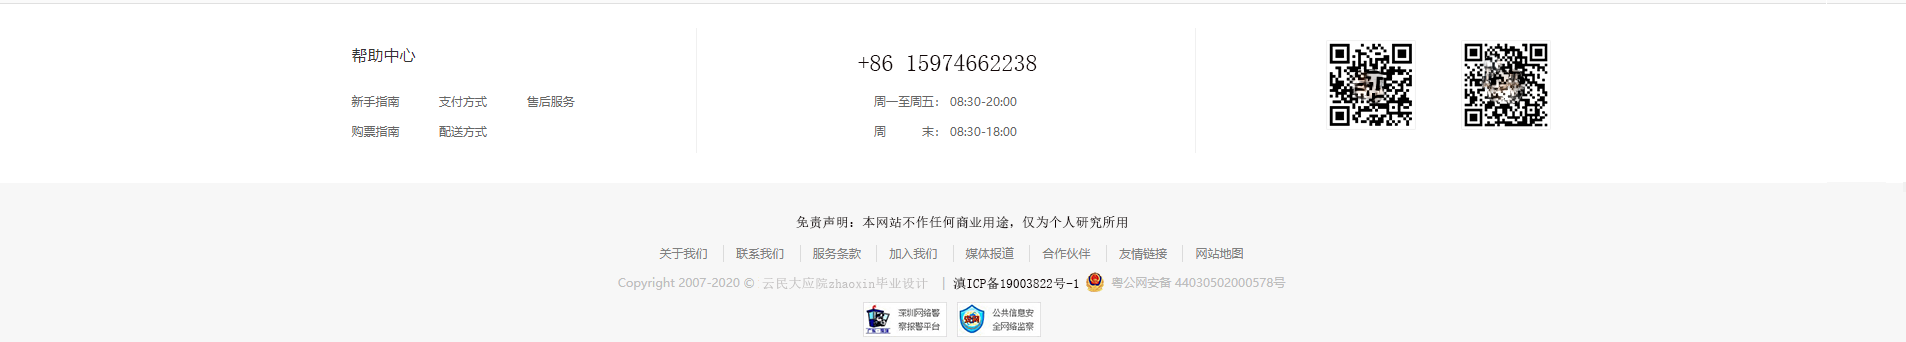 帮助中心
新手指南 支付方式 售后服务
购票指南 配送方式
+86 15974662238
周一至周五： 08:30-20:00
周 末： 08:30-18:00
免责声明：本网站不作任何商业用途，仅为个人研究所用
关于我们 联系我们 服务条款 加入我们 媒体报道 合作伙伴 友情链接 网站地图
Copyright 2007-2020 © 云民大应院zhaoxin毕业设计 | 滇ICP备19003822号-1 粤公网安备 44030502000578号
深圳网络警
察报警平台
公共信息安
全网络监察